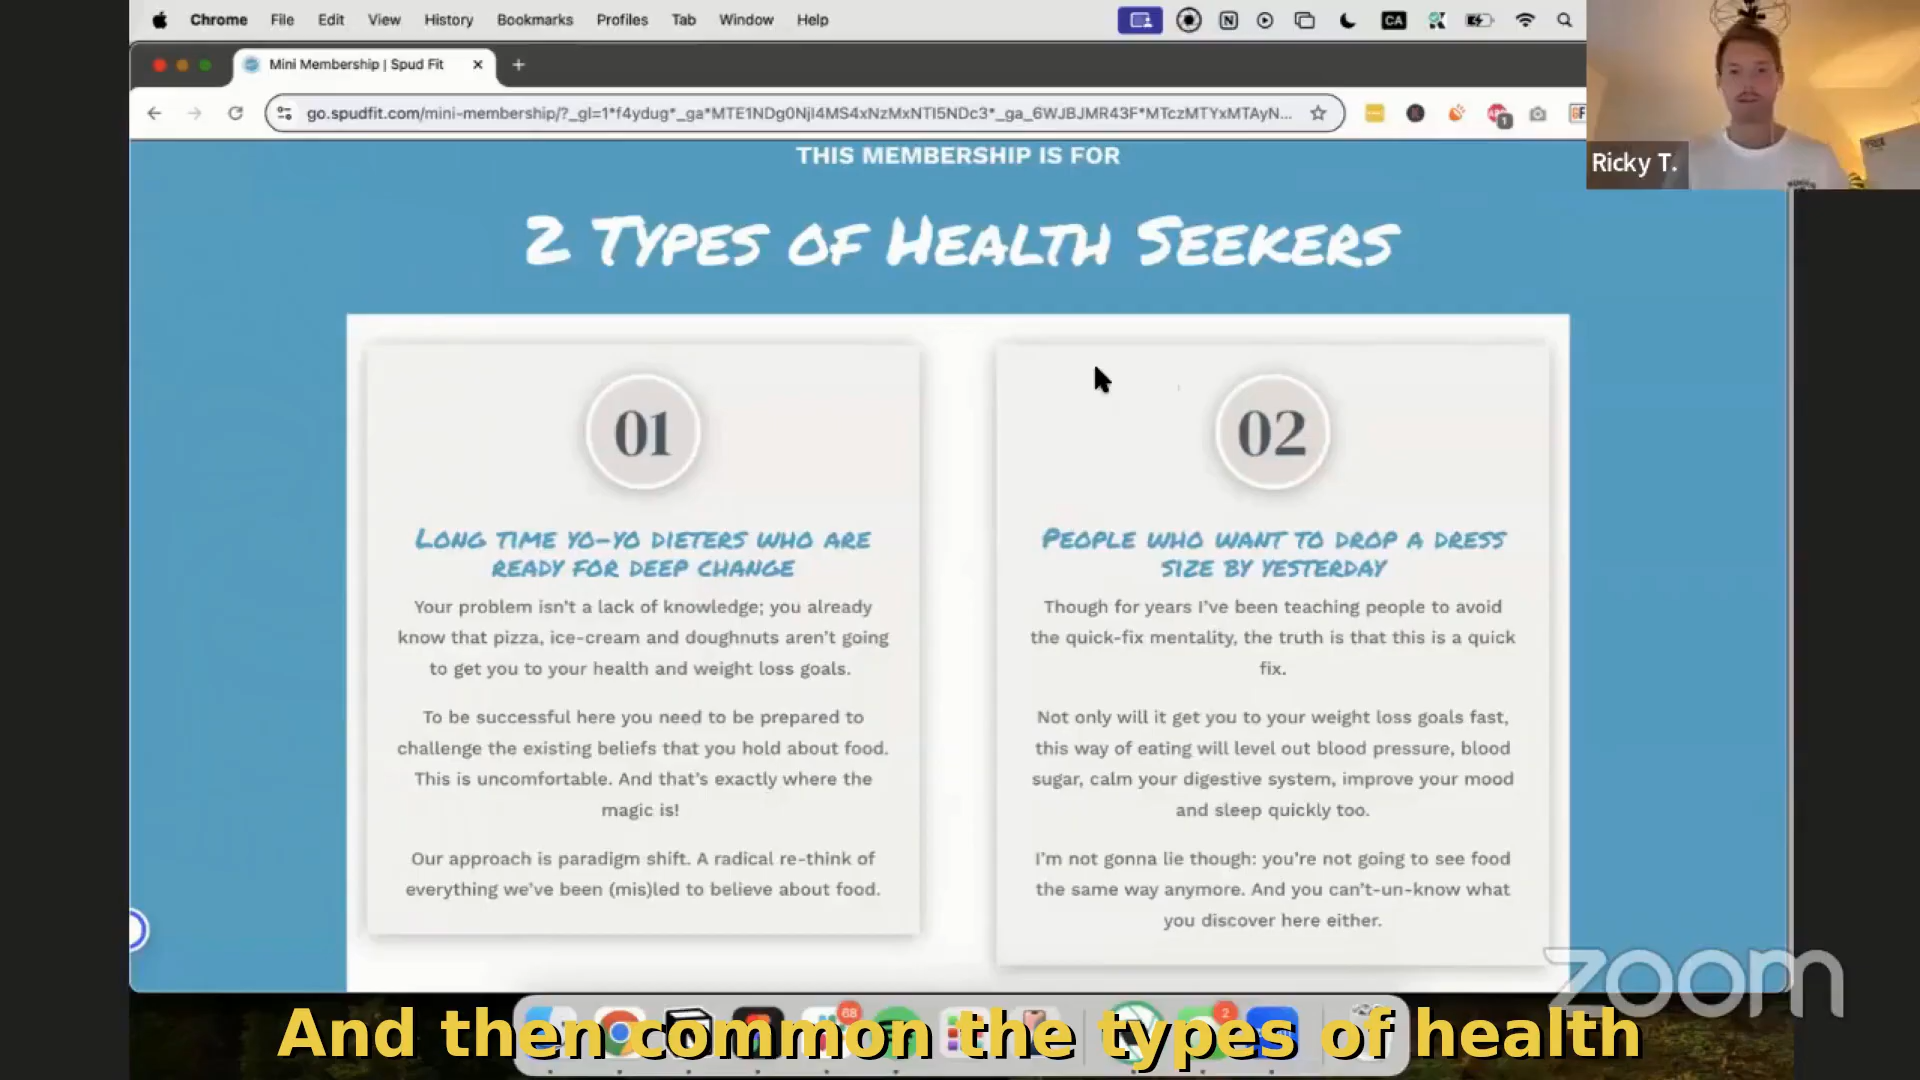 Chrome File Edit View History Bookmarks Profiles Tab Window Help
CA
Mini Membership | Spud Fit
go.spudfit.com/mini-membership/?_gl=1*f4ydug*_ga*MTE1NDg0NjI4MS4xNzMxNTI5NDc3*_ga_6WJBJMR43F*MTczMTYxMTAyN...
1
Ricky T.
THIS MEMBERSHIP IS FOR
2 Types of Health Seekers
01
Long time yo-yo dieters who are
ready for deep change
Your problem isn't a lack of knowledge; you already
know that pizza, ice-cream and doughnuts aren't going
to get you to your health and weight loss goals.
To be successful here you need to be prepared to
challenge the existing beliefs that you hold about food.
This is uncomfortable. And that's exactly where the
magic is!
Our approach is paradigm shift. A radical re-think of
everything we've been (mis)led to believe about food.
02
People who want to drop a dress
size by yesterday
Though for years I've been teaching people to avoid
the quick-fix mentality, the truth is that this is a quick
fix.
Not only will it get you to your weight loss goals fast,
this way of eating will level out blood pressure, blood
sugar, calm your digestive system, improve your mood
and sleep quickly too.
I'm not gonna lie though: you're not going to see food
the same way anymore. And you can't-un-know what
you discover here either.
zoom
68
2
And then common the types of health